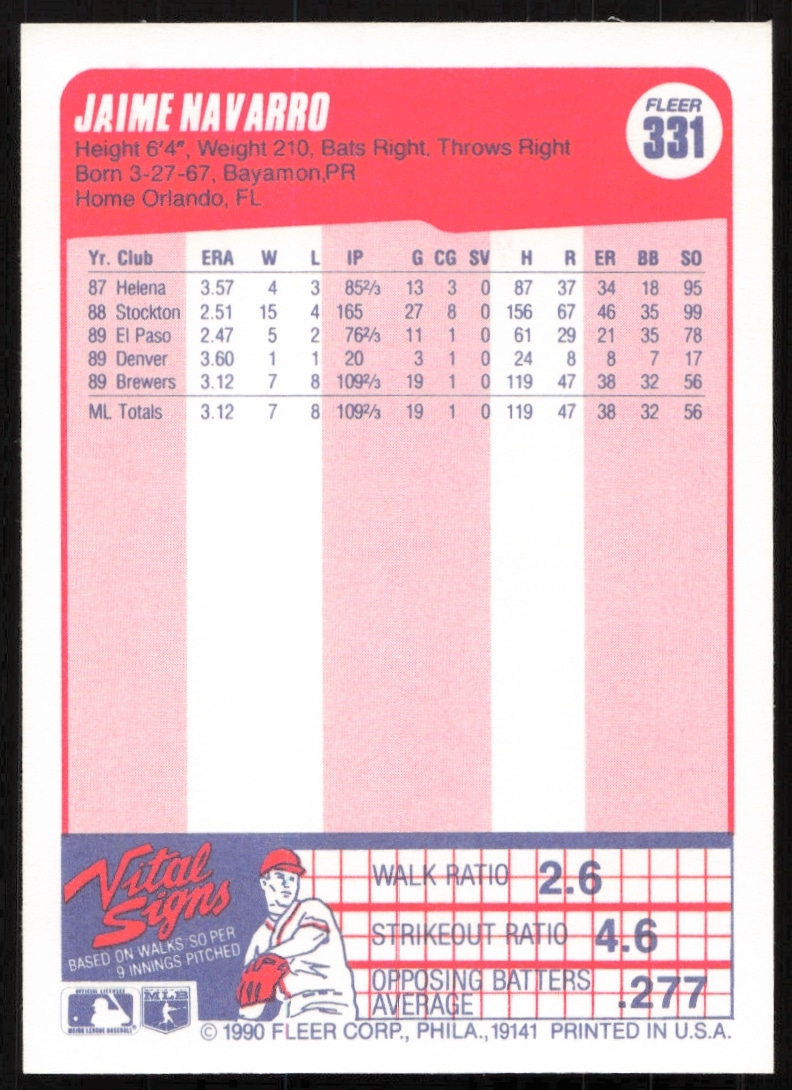 JAIME NAVARRO
FLEER
331
Height 6'4", Weight 210, Bats Right, Throws Right
Born 3-27-67, Bayamon,PR
Home Orlando, FL
Yr. Club ERA W L IP G CG SV H R ER BB SO
87 Helena 3.57 4 3 852/3 13 3 0 87 37 34 18 95
88 Stockton 2.51 15 4 165 27 8 0 156 67 46 35 99
89 El Paso 2.47 5 2 762/3 11 1 0 61 29 21 35 78
89 Denver 3.60 1 1 20 3 1 0 24 8 8 7 17
89 Brewers 3.12 7 8 1092/3 19 1 0 119 47 38 32 56
ML Totals 3.12 7 8 1092/3 19 1 0 119 47 38 32 56
Vital
Signs
BASED ON WALKS/SO PER
9 INNINGS PITCHED
WALK RATIO 2.6
STRIKEOUT RATIO 4.6
OPPOSING BATTERS
AVERAGE .277
OFFICIAL LICENSEE
MAJOR LEAGUE BASEBALL
MLB
© 1990 FLEER CORP., PHILA., 19141 PRINTED IN U.S.A.